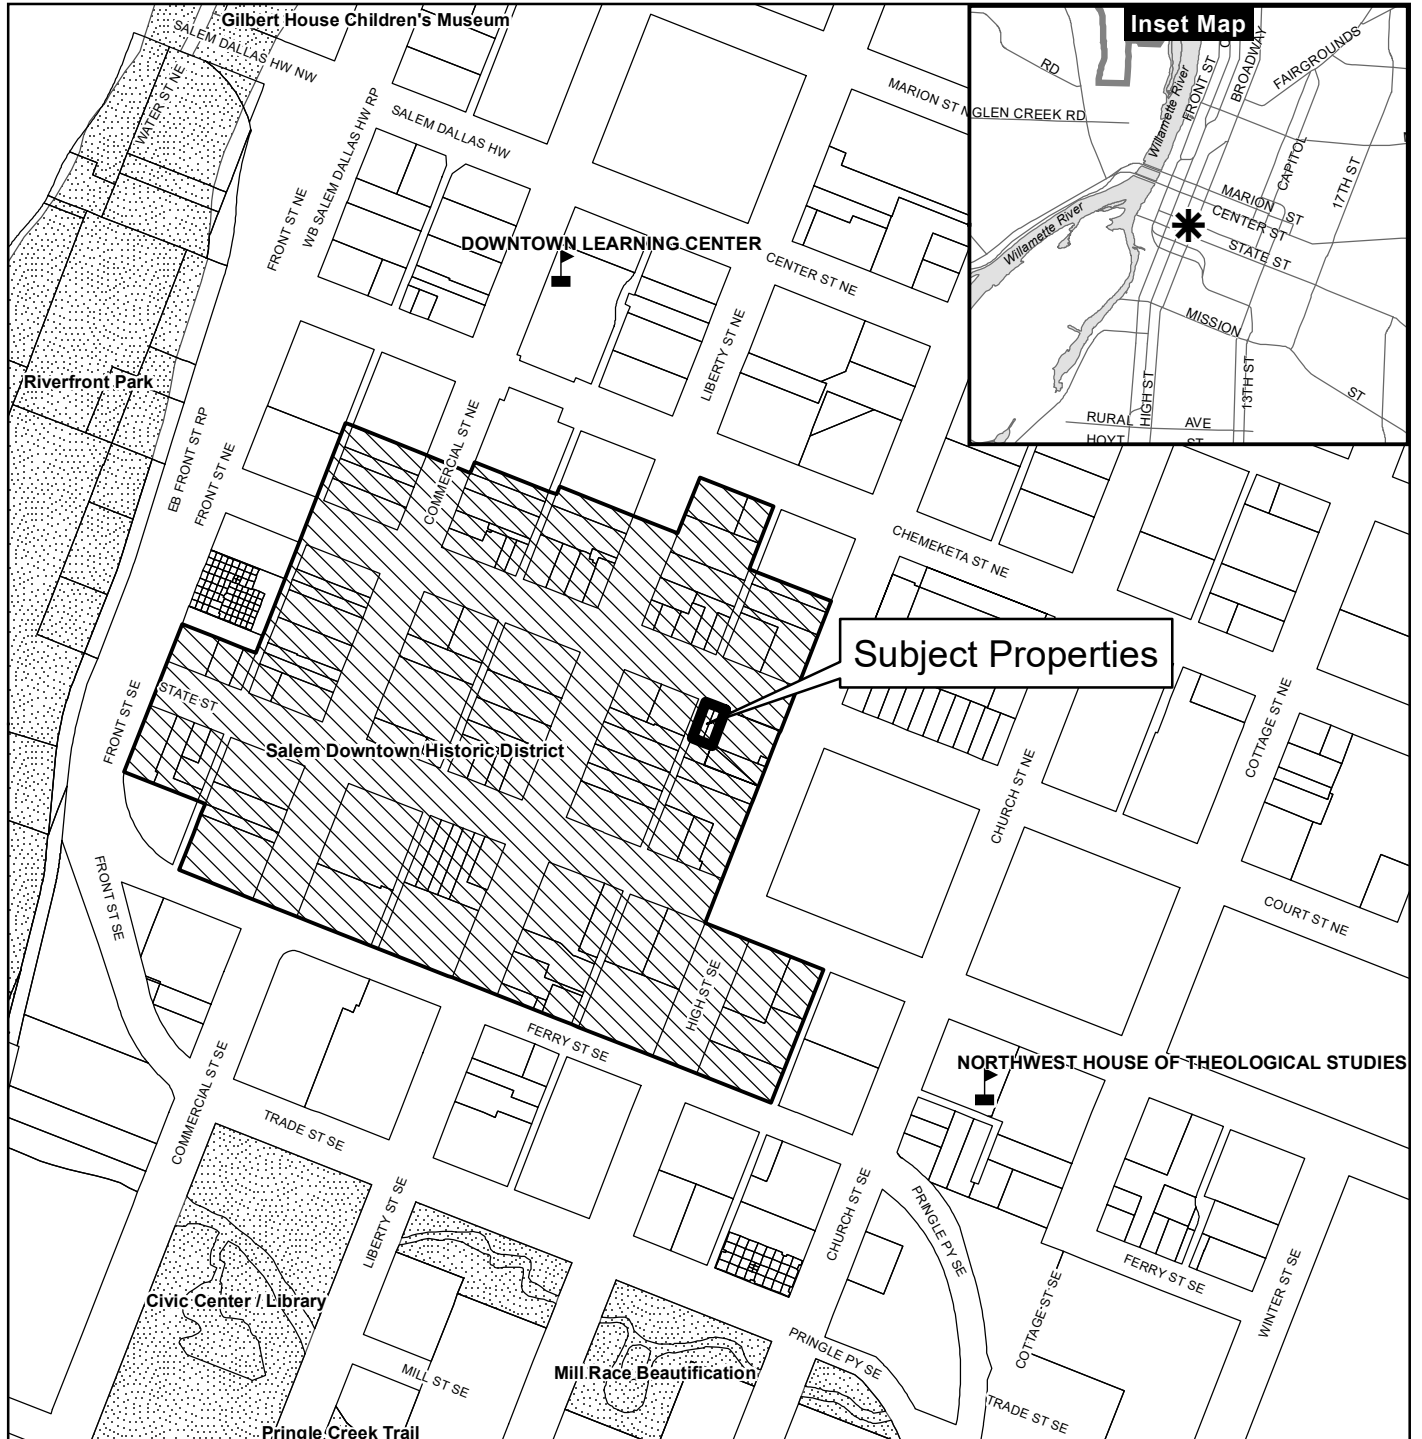 Gilbert House Children's Museum
SALEM DALLAS HW NW
WATER ST NE
Inset Map
RD
GLEN CREEK RD
Willamette River
FRONT ST
BROADWAY
FAIRGROUNDS
CAPITOL
17TH ST
MARION ST
CENTER ST
STATE ST
Willamette River
MISSION
ST
HIGH ST
13TH ST
RURAL AVE
HOYT ST
MARION ST N
SALEM DALLAS HW
WB SALEM DALLAS HW RP
FRONT ST NE
DOWNTOWN LEARNING CENTER
CENTER ST NE
LIBERTY ST NE
Riverfront Park
EB FRONT ST RP
FRONT ST NE
COMMERCIAL ST NE
CHEMEKETA ST NE
Subject Properties
FRONT ST SE
STATE ST
Salem Downtown Historic District
COTTAGE ST NE
CHURCH ST NE
FRONT ST SE
COURT ST NE
HIGH ST SE
FERRY ST SE
NORTHWEST HOUSE OF THEOLOGICAL STUDIES
COMMERCIAL ST SE
TRADE ST SE
LIBERTY ST SE
CHURCH ST SE
PRINGLE PY SE
FERRY ST SE
WINTER ST SE
COTTAGE ST SE
Civic Center / Library
PRINGLE PY SE
Mill Race Beautification
MILL ST SE
TRADE ST SE
Pringle Creek Trail